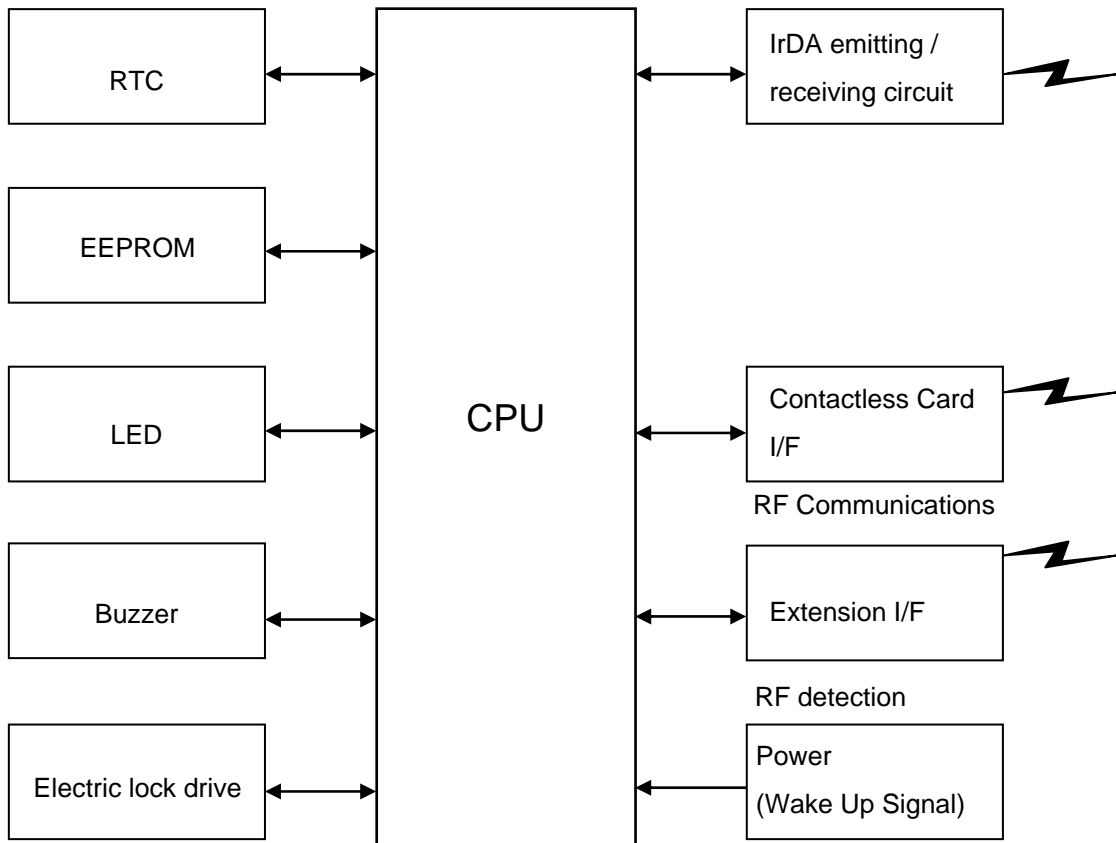 RTC
EEPROM
LED
Buzzer
Electric lock drive
CPU
IrDA emitting /
receiving circuit
Contactless Card
I/F
RF Communications
Extension I/F
RF detection
Power
(Wake Up Signal)